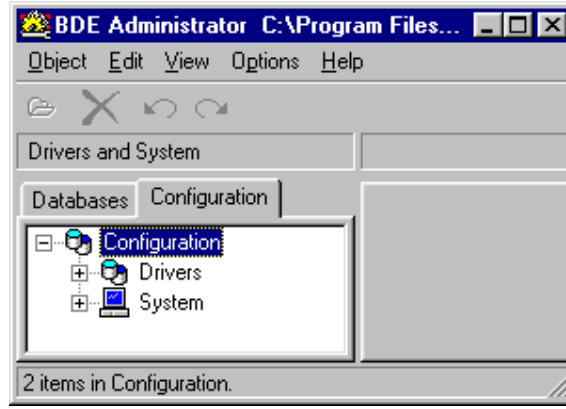 BDE Administrator C:\Program Files...
Object Edit View Options Help
Drivers and System
Databases Configuration
Configuration
Drivers
System
2 items in Configuration.